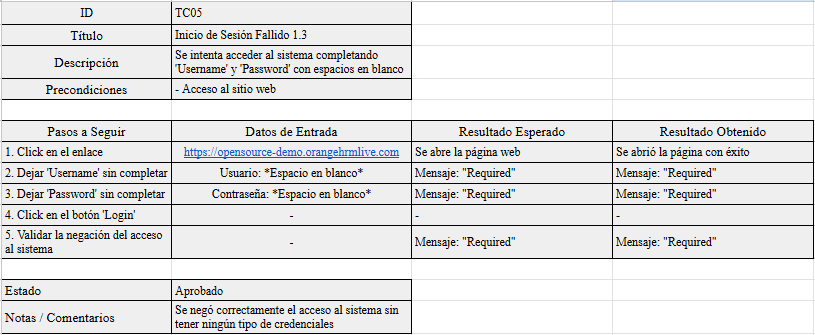 ID TC05
Título Inicio de Sesión Fallido 1.3
Descripción Se intenta acceder al sistema completando
'Username' y 'Password' con espacios en blanco
Precondiciones - Acceso al sitio web
Pasos a Seguir Datos de Entrada Resultado Esperado Resultado Obtenido
1. Click en el enlace https://opensource-demo.orangehrmlive.com Se abre la página web Se abrió la página con éxito
2. Dejar 'Username' sin completar Usuario: *Espacio en blanco* Mensaje: "Required" Mensaje: "Required"
3. Dejar 'Password' sin completar Contraseña: *Espacio en blanco* Mensaje: "Required" Mensaje: "Required"
4. Click en el botón 'Login' - - -
5. Validar la negación del acceso
al sistema - Mensaje: "Required" Mensaje: "Required"
Estado Aprobado
Notas / Comentarios Se negó correctamente el acceso al sistema sin
tener ningún tipo de credenciales